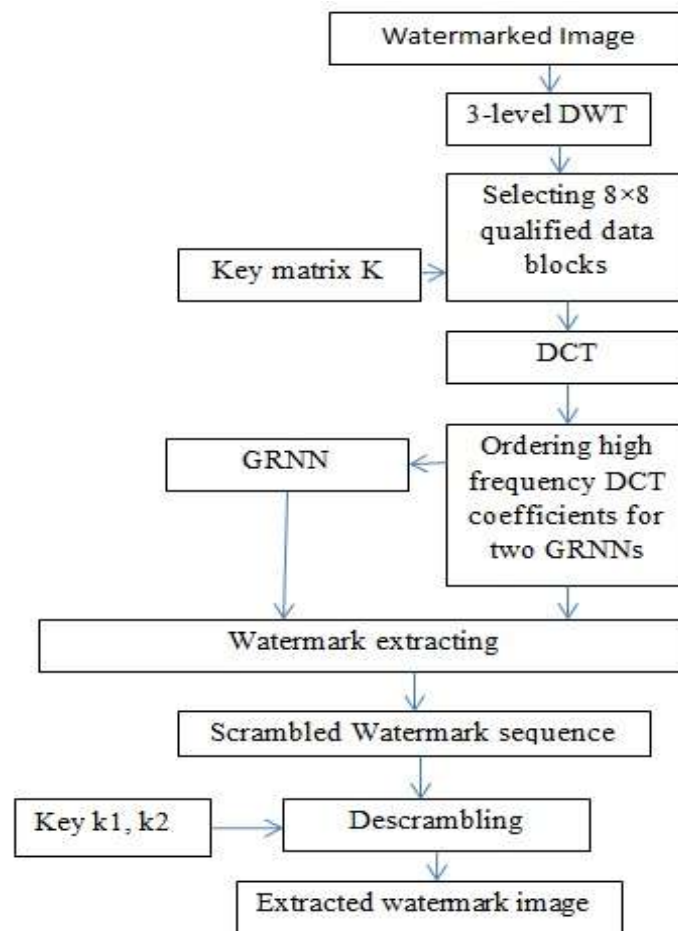 Watermarked Image
3-level DWT
Selecting 8×8
qualified data
blocks
Key matrix K
DCT
GRNN
Ordering high
frequency DCT
coefficients for
two GRNNs
Watermark extracting
Scrambled Watermark sequence
Key k1, k2
Descrambling
Extracted watermark image